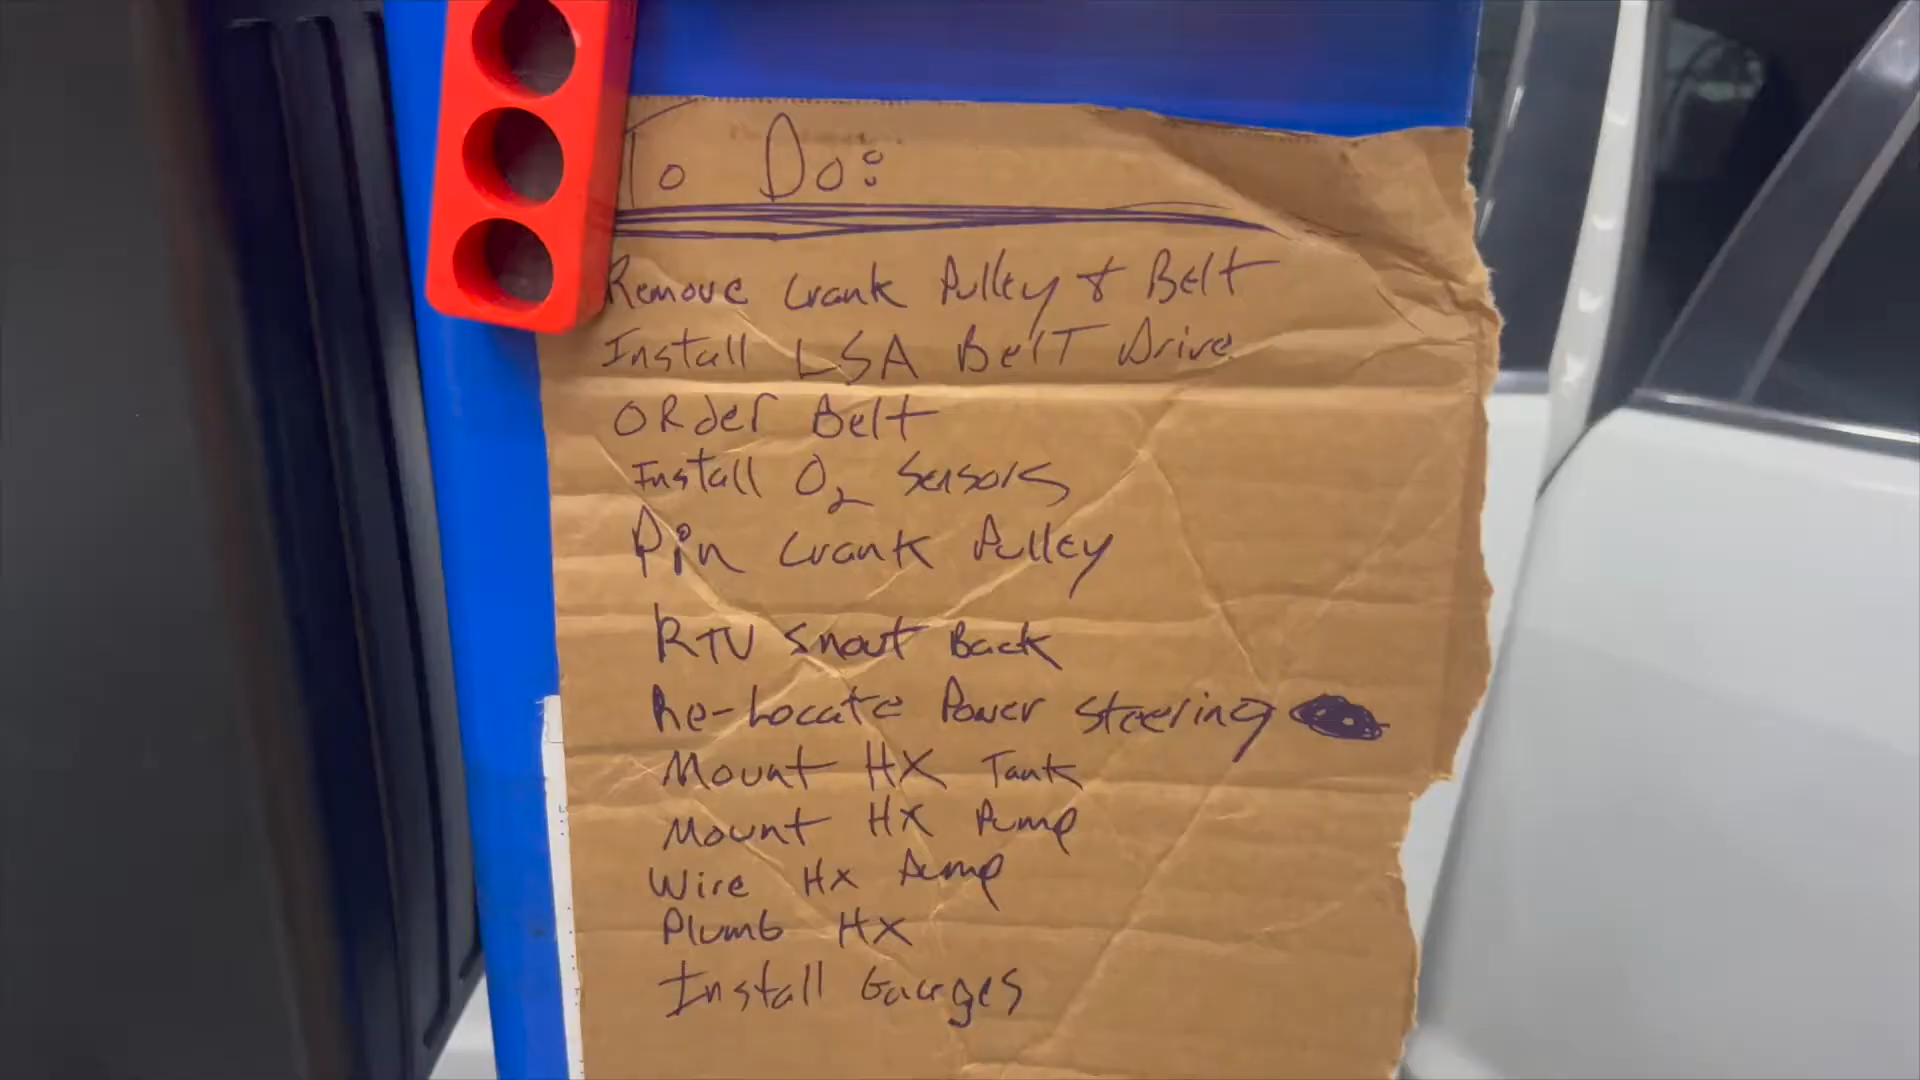 To Do:
Remove Crank Pulley & Belt
Install LSA BelT Drive
ORder Belt
Install O2 Sensors
Pin Crank Pulley
RTV Snout Back
Re-Locate Power Steering
Mount HX Tank
Mount HX Pump
Wire Hx Pump
Plumb HX
Install Gauges